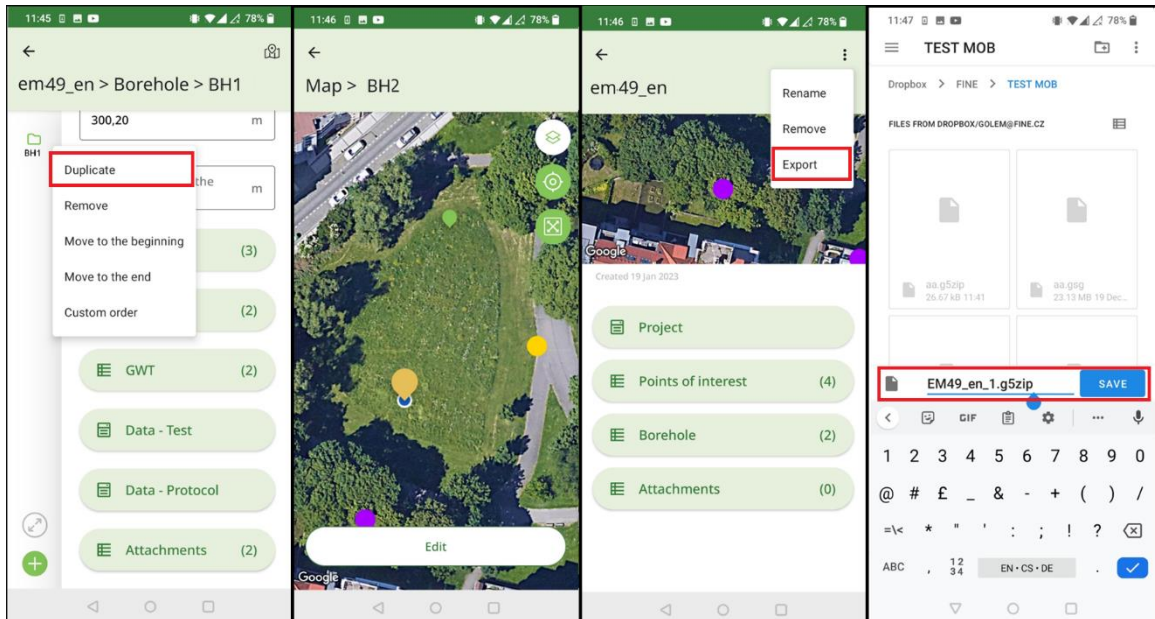 11:45 78%
em49_en > Borehole > BH1
300,20 m
BH1
Duplicate
the m
Remove
Move to the beginning
(3)
Move to the end
Custom order
(2)
GWT (2)
Data - Test
Data - Protocol
Attachments (2)
11:46 78%
Map > BH2
Edit
Google
11:46 78%
em49_en
Rename
Remove
Export
Google
Created 19 Jan 2023
Project
Points of interest (4)
Borehole (2)
Attachments (0)
11:47 78%
TEST MOB
Dropbox > FINE > TEST MOB
FILES FROM DROPBOX/GOLEM@FINE.CZ
aa.g5zip
26.67 kB 11:41
aa.gsg
23.13 MB 19 Dec...
EM49_en_1.g5zip SAVE
GIF
1 2 3 4 5 6 7 8 9 0
@ # £ _ & - + ( ) /
=\< * " ' : ; ! ?
ABC , 12 34 EN • CS • DE .